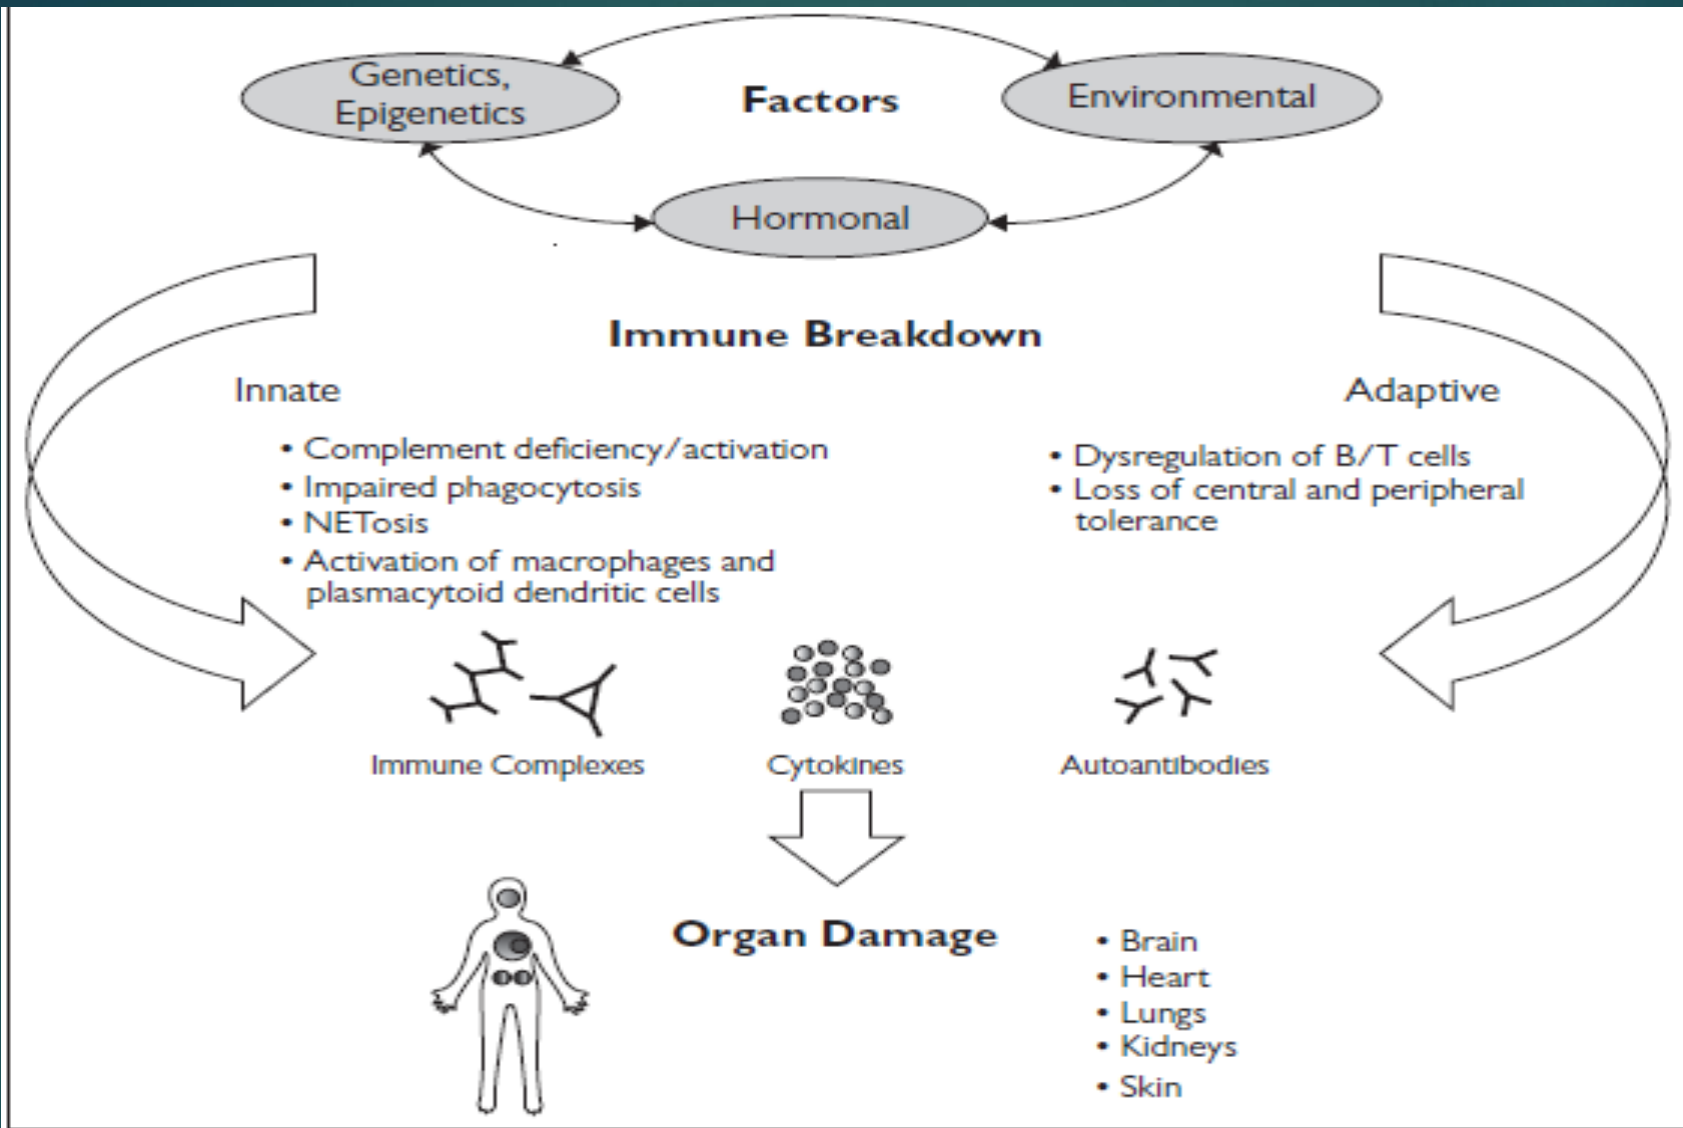 Genetics,
Epigenetics
Factors
Environmental
Hormonal
Immune Breakdown
Innate
• Complement deficiency/activation
• Impaired phagocytosis
• NETosis
• Activation of macrophages and
plasmacytoid dendritic cells
Adaptive
• Dysregulation of B/T cells
• Loss of central and peripheral
tolerance
Immune Complexes
Cytokines
Autoantibodies
Organ Damage
• Brain
• Heart
• Lungs
• Kidneys
• Skin